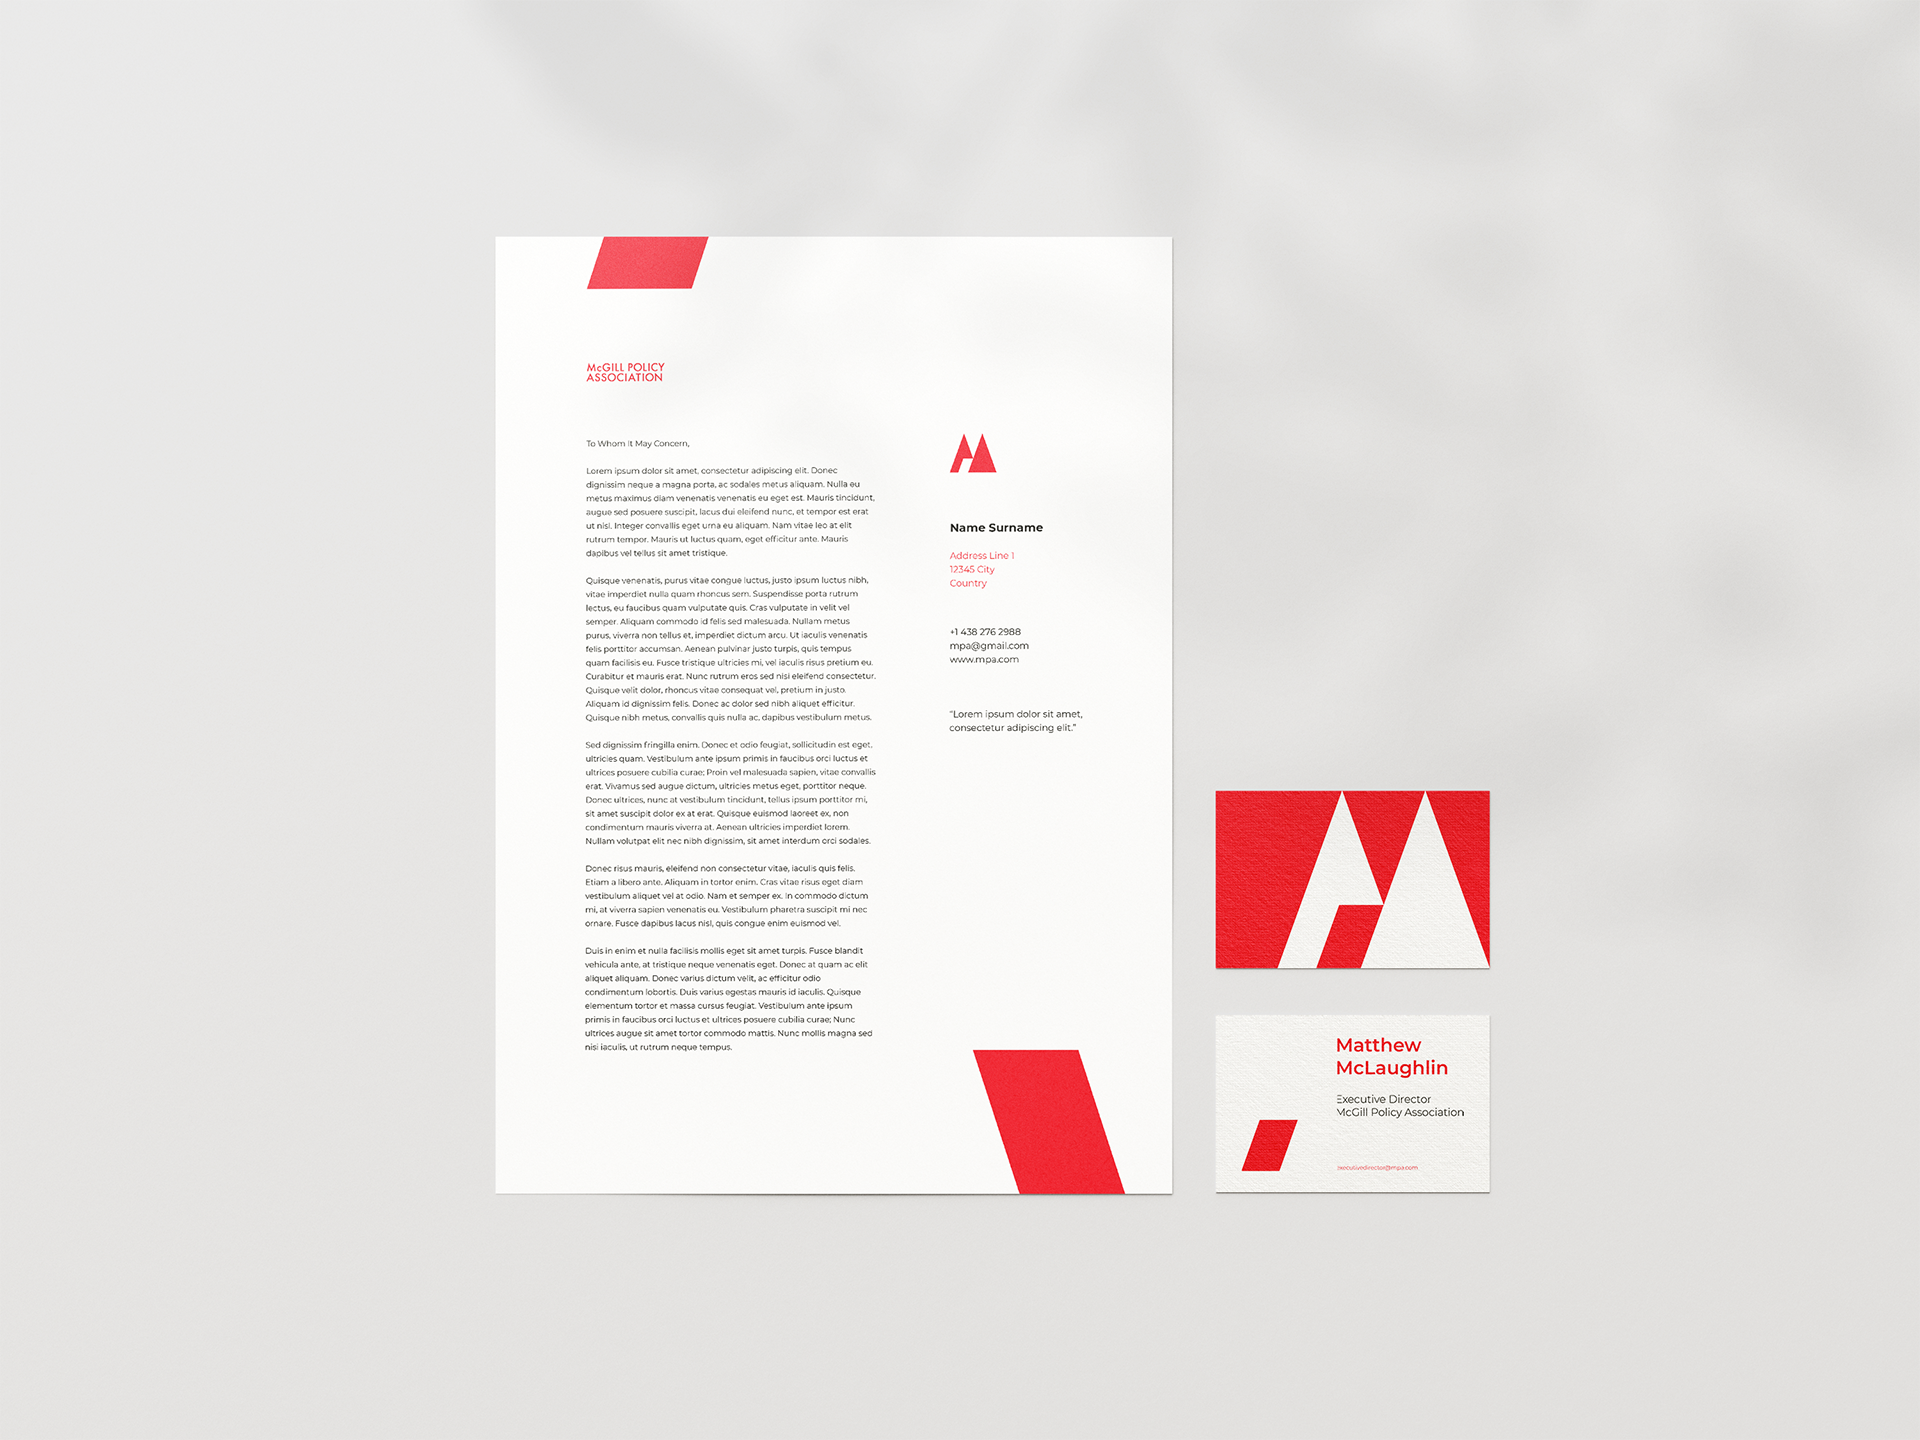 McGILL POLICY
ASSOCIATION
To Whom It May Concern,
Lorem ipsum dolor sit amet, consectetur adipiscing elit. Donec
dignissim neque a magna porta, ac sodales metus aliquam. Nulla eu
metus maximus diam venenatis venenatis eu eget est. Mauris tincidunt,
augue sed posuere suscipit, lacus dui eleifend nunc, et tempor est erat
ut nisl. Integer convallis eget urna eu aliquam. Nam vitae leo at elit
rutrum tempor. Mauris ut luctus quam, eget efficitur ante. Mauris
dapibus vel tellus sit amet tristique.
Quisque venenatis, purus vitae congue luctus, justo ipsum luctus nibh,
vitae imperdiet nulla quam rhoncus sem. Suspendisse porta rutrum
lectus, eu faucibus quam vulputate quis. Cras vulputate in velit vel
semper. Aliquam commodo id felis sed malesuada. Nullam metus
purus, viverra non tellus et, imperdiet dictum arcu. Ut iaculis venenatis
felis porttitor accumsan. Aenean pulvinar justo turpis, quis tempus
quam facilisis eu. Fusce tristique ultricies mi, vel iaculis risus pretium eu.
Curabitur et mauris erat. Nunc rutrum eros sed nisi eleifend consectetur.
Quisque velit dolor, rhoncus vitae consequat vel, pretium in justo.
Aliquam id dignissim felis. Donec ac dolor sed nibh aliquet efficitur.
Quisque nibh metus, convallis quis nulla ac, dapibus vestibulum metus.
Sed dignissim fringilla enim. Donec et odio feugiat, sollicitudin est eget,
ultricies quam. Vestibulum ante ipsum primis in faucibus orci luctus et
ultrices posuere cubilia curae; Proin vel malesuada sapien, vitae convallis
erat. Vivamus sed augue dictum, ultricies metus eget, porttitor neque.
Donec ultrices, nunc at vestibulum tincidunt, tellus ipsum porttitor mi,
sit amet suscipit dolor ex at erat. Quisque euismod laoreet ex, non
condimentum mauris viverra at. Aenean ultricies imperdiet lorem.
Nullam volutpat elit nec nibh dignissim, sit amet interdum orci sodales.
Donec risus mauris, eleifend non consectetur vitae, iaculis quis felis.
Etiam a libero ante. Aliquam in tortor enim. Cras vitae risus eget diam
vestibulum aliquet vel at odio. Nam et semper ex. In commodo dictum
mi, at viverra sapien venenatis eu. Vestibulum pharetra suscipit mi nec
ornare. Fusce dapibus lacus nisl, quis congue enim euismod vel.
Duis in enim et nulla facilisis mollis eget sit amet turpis. Fusce blandit
vehicula ante, at tristique neque venenatis eget. Donec at quam ac elit
aliquet aliquam. Donec varius dictum velit, ac efficitur odio
condimentum lobortis. Duis varius egestas mauris id iaculis. Quisque
elementum tortor et massa cursus feugiat. Vestibulum ante ipsum
primis in faucibus orci luctus et ultrices posuere cubilia curae; Nunc
ultrices augue sit amet tortor commodo mattis. Nunc mollis magna sed
nisi iaculis, ut rutrum neque tempus.
Name Surname
Address Line 1
12345 City
Country
+1 438 276 2988
mpa@gmail.com
www.mpa.com
“Lorem ipsum dolor sit amet,
consectetur adipiscing elit.”
Matthew
McLaughlin
Executive Director
McGill Policy Association
executivedirector@mpa.com